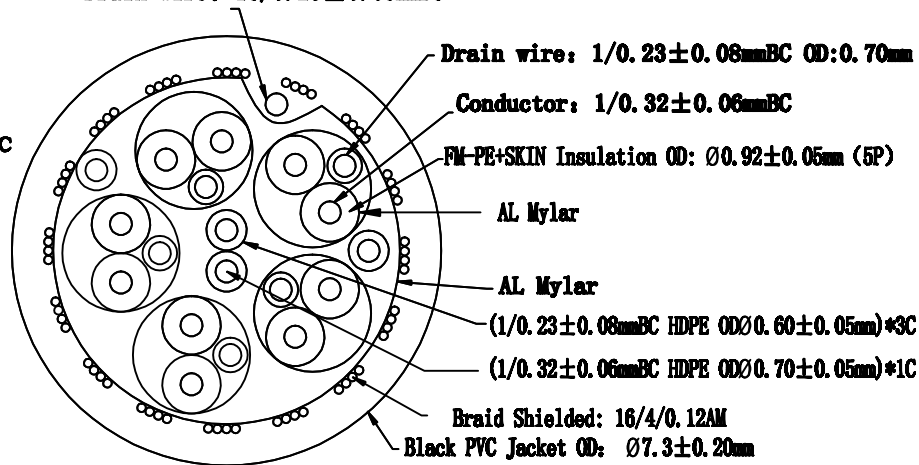 Drain wire: 1/0.23±0.08mmBC OD:0.70mm
Conductor: 1/0.32±0.06mmBC
C
FM-PE+SKIN Insulation OD: Ø0.92±0.05mm (5P)
AL Mylar
AL Mylar
(1/0.23±0.08mmBC HDPE ODØ0.60±0.05mm)*3C
(1/0.32±0.06mmBC HDPE ODØ0.70±0.05mm)*1C
Braid Shielded: 16/4/0.12AM
Black PVC Jacket OD: Ø7.3±0.20mm